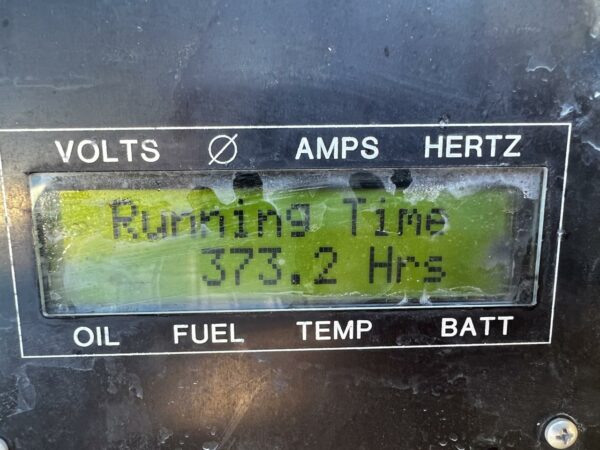 VOLTS Ø AMPS HERTZ
Running Time
373.2 Hrs
OIL FUEL TEMP BATT